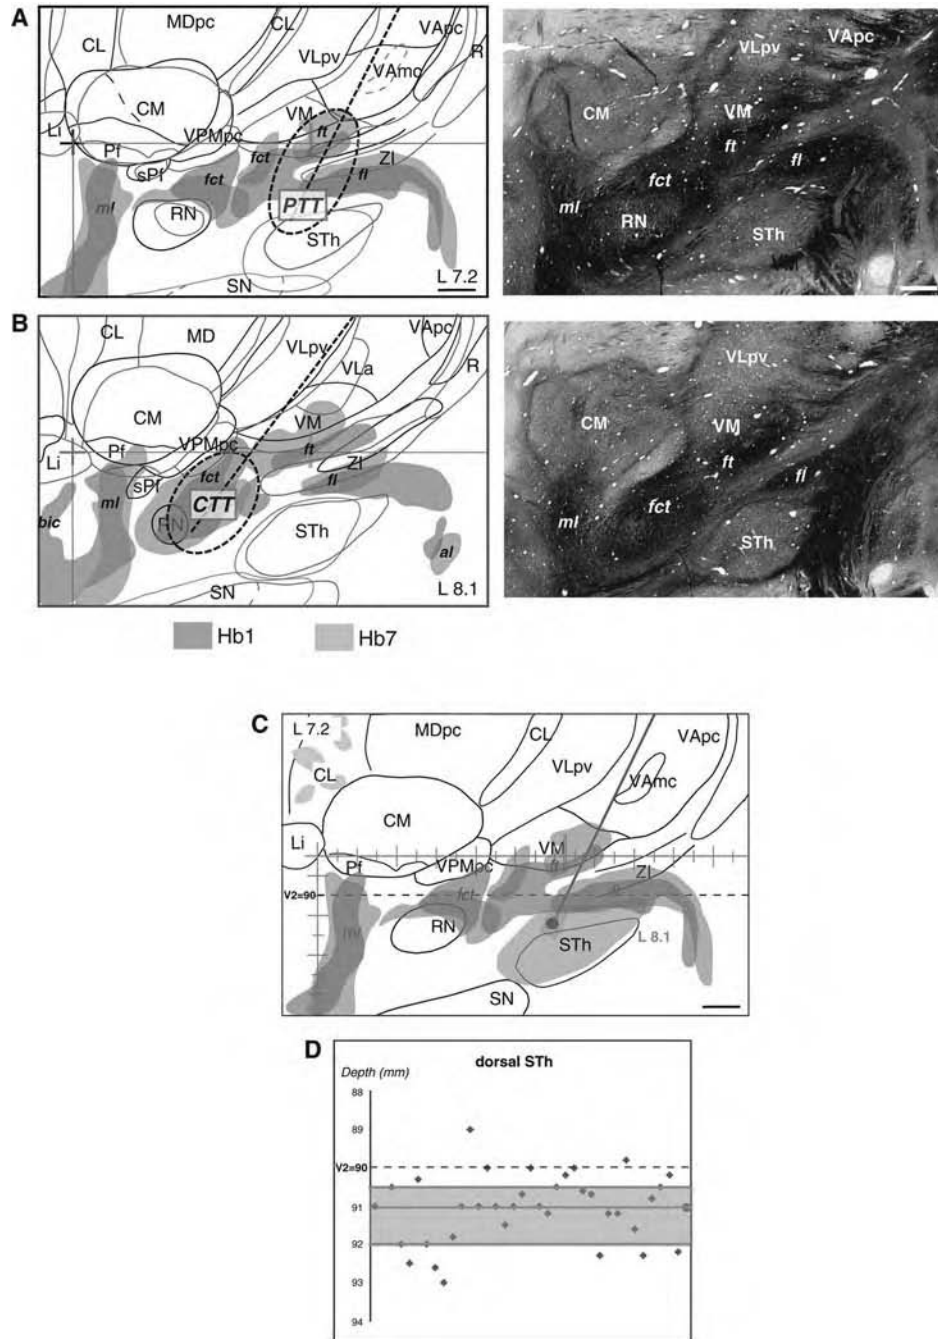 A
MDpc
CL
CL
VApc
R
VLpv
VAmc
CM
VM
ft
Li
VPMpc
Pf
ZI
sPf
fct
fct
fl
ml
PTT
RN
STh
SN
L 7.2
VLpv
VApc
CM
VM
ft
fl
fct
ml
RN
STh
B
CL
MD
VApc
VLpv
R
VLa
CM
VM
Pf
VPMpc
ft
Li
ZI
sPf
fct
fl
ml
CTT
bic
RN
STh
al
SN
L 8.1
VLpv
CM
VM
ft
fl
fct
ml
STh
Hb1
Hb7
C
L 7.2
MDpc
CL
VApc
VLpv
CL
VAmc
CM
Li
VM
Pf
VPMpc
ft
ZI
V2=90
fct
fl
ml
RN
STh
L 8.1
SN
D
dorsal STh
Depth (mm)
88
89
V2=90
91
92
93
94